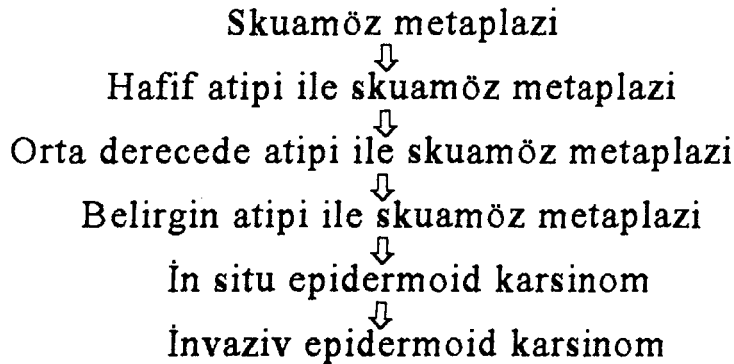 Skuamöz metaplazi
Hafif atipi ile skuamöz metaplazi
Orta derecede atipi ile skuamöz metaplazi
Belirgin atipi ile skuamöz metaplazi
İn situ epidermoid karsinom
İnvaziv epidermoid karsinom